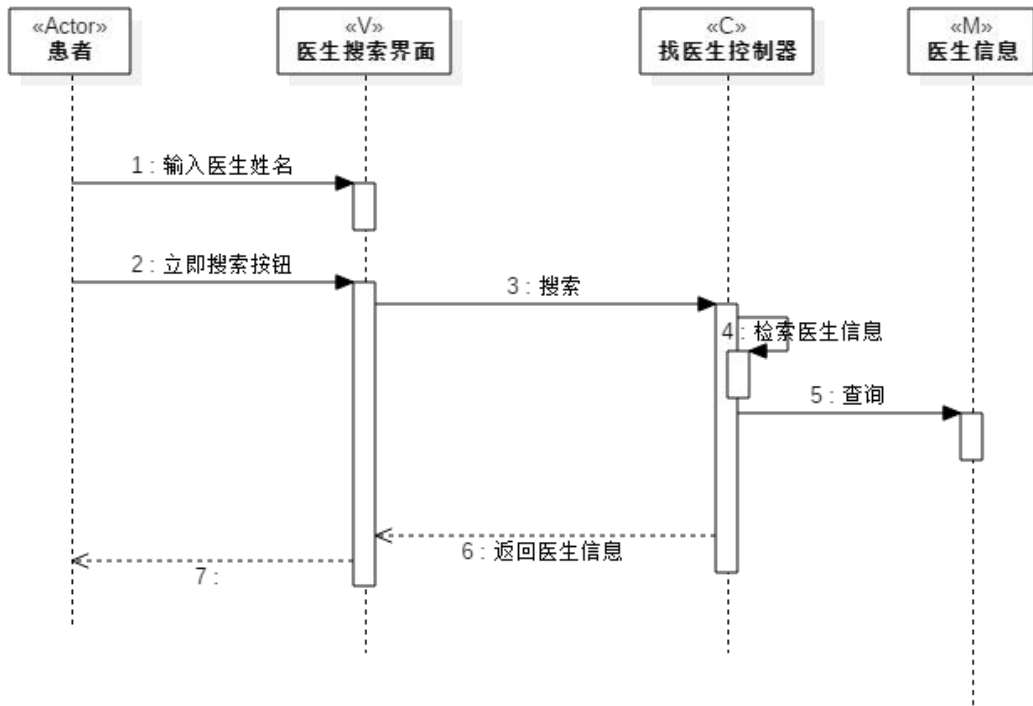 «Actor»
患者
«V»
医生搜索界面
«C»
找医生控制器
«M»
医生信息
1 : 输入医生姓名
2 : 立即搜索按钮
3 : 搜索
4 : 检索医生信息
5 : 查询
6 : 返回医生信息
7 :